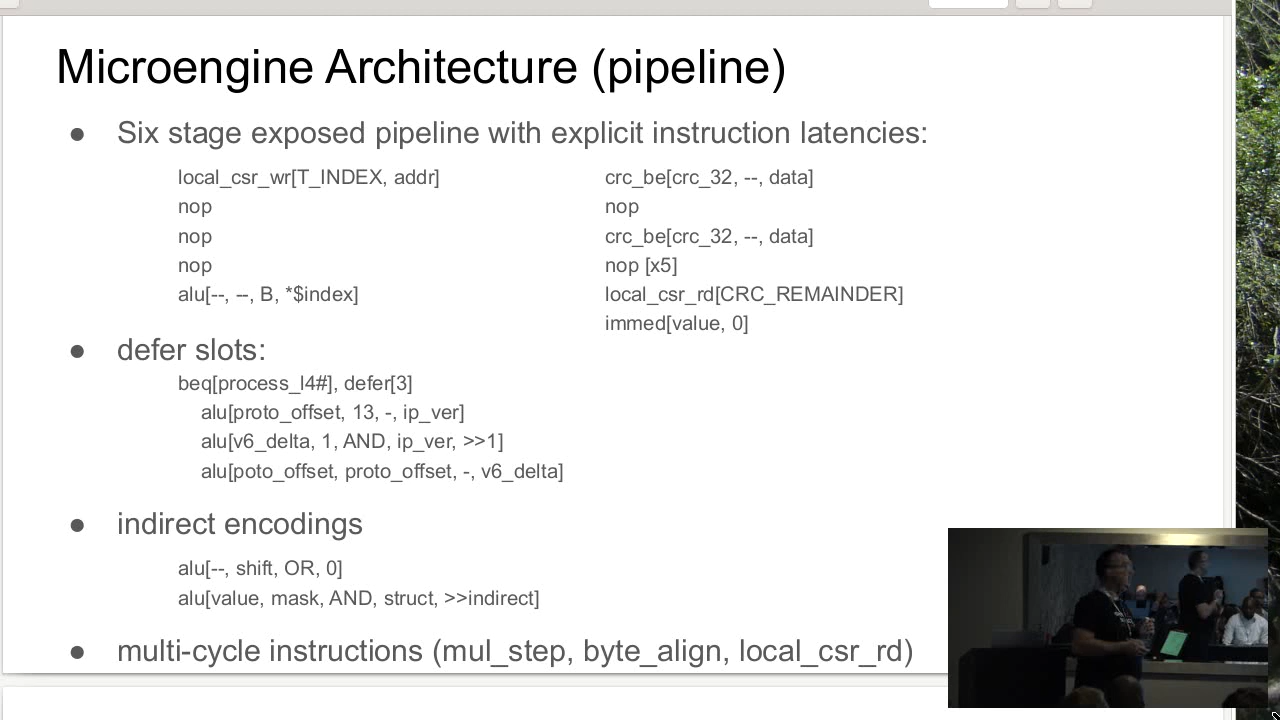 Microengine Architecture (pipeline)
● Six stage exposed pipeline with explicit instruction latencies:
local_csr_wr[T_INDEX, addr]
nop
nop
nop
alu[--, --, B, *$index]
crc_be[crc_32, --, data]
nop
crc_be[crc_32, --, data]
nop [x5]
local_csr_rd[CRC_REMAINDER]
immed[value, 0]
● defer slots:
beq[process_l4#], defer[3]
alu[proto_offset, 13, -, ip_ver]
alu[v6_delta, 1, AND, ip_ver, >>1]
alu[poto_offset, proto_offset, -, v6_delta]
● indirect encodings
alu[--, shift, OR, 0]
alu[value, mask, AND, struct, >>indirect]
● multi-cycle instructions (mul_step, byte_align, local_csr_rd)